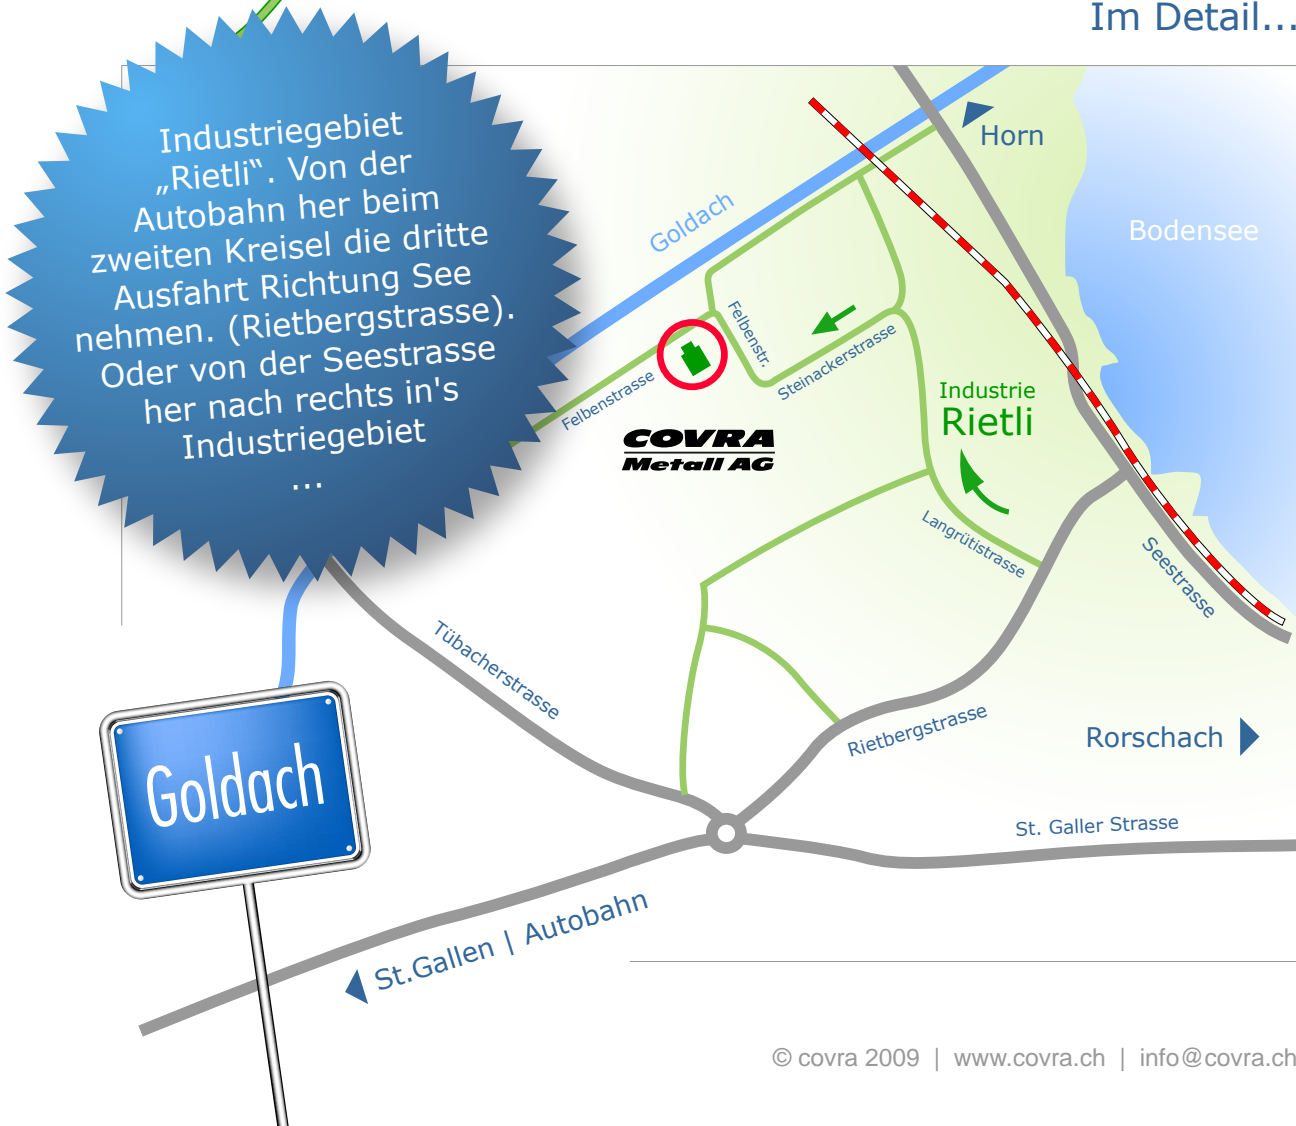 Im Detail...
Industriegebiet
„Rietli“. Von der
Autobahn her beim
zweiten Kreisel die dritte
Ausfahrt Richtung See
nehmen. (Rietbergstrasse).
Oder von der Seestrasse
her nach rechts in's
Industriegebiet
...
Horn
Goldach
Bodensee
Felbenstr.
Steinackerstrasse
Felbenstrasse
Industrie
Rietli
COVRA
Metall AG
Langrütistrasse
Seestrasse
Tübacherstrasse
Rietbergstrasse
Rorschach
Goldach
St. Galler Strasse
St.Gallen | Autobahn
© covra 2009 | www.covra.ch | info@covra.ch